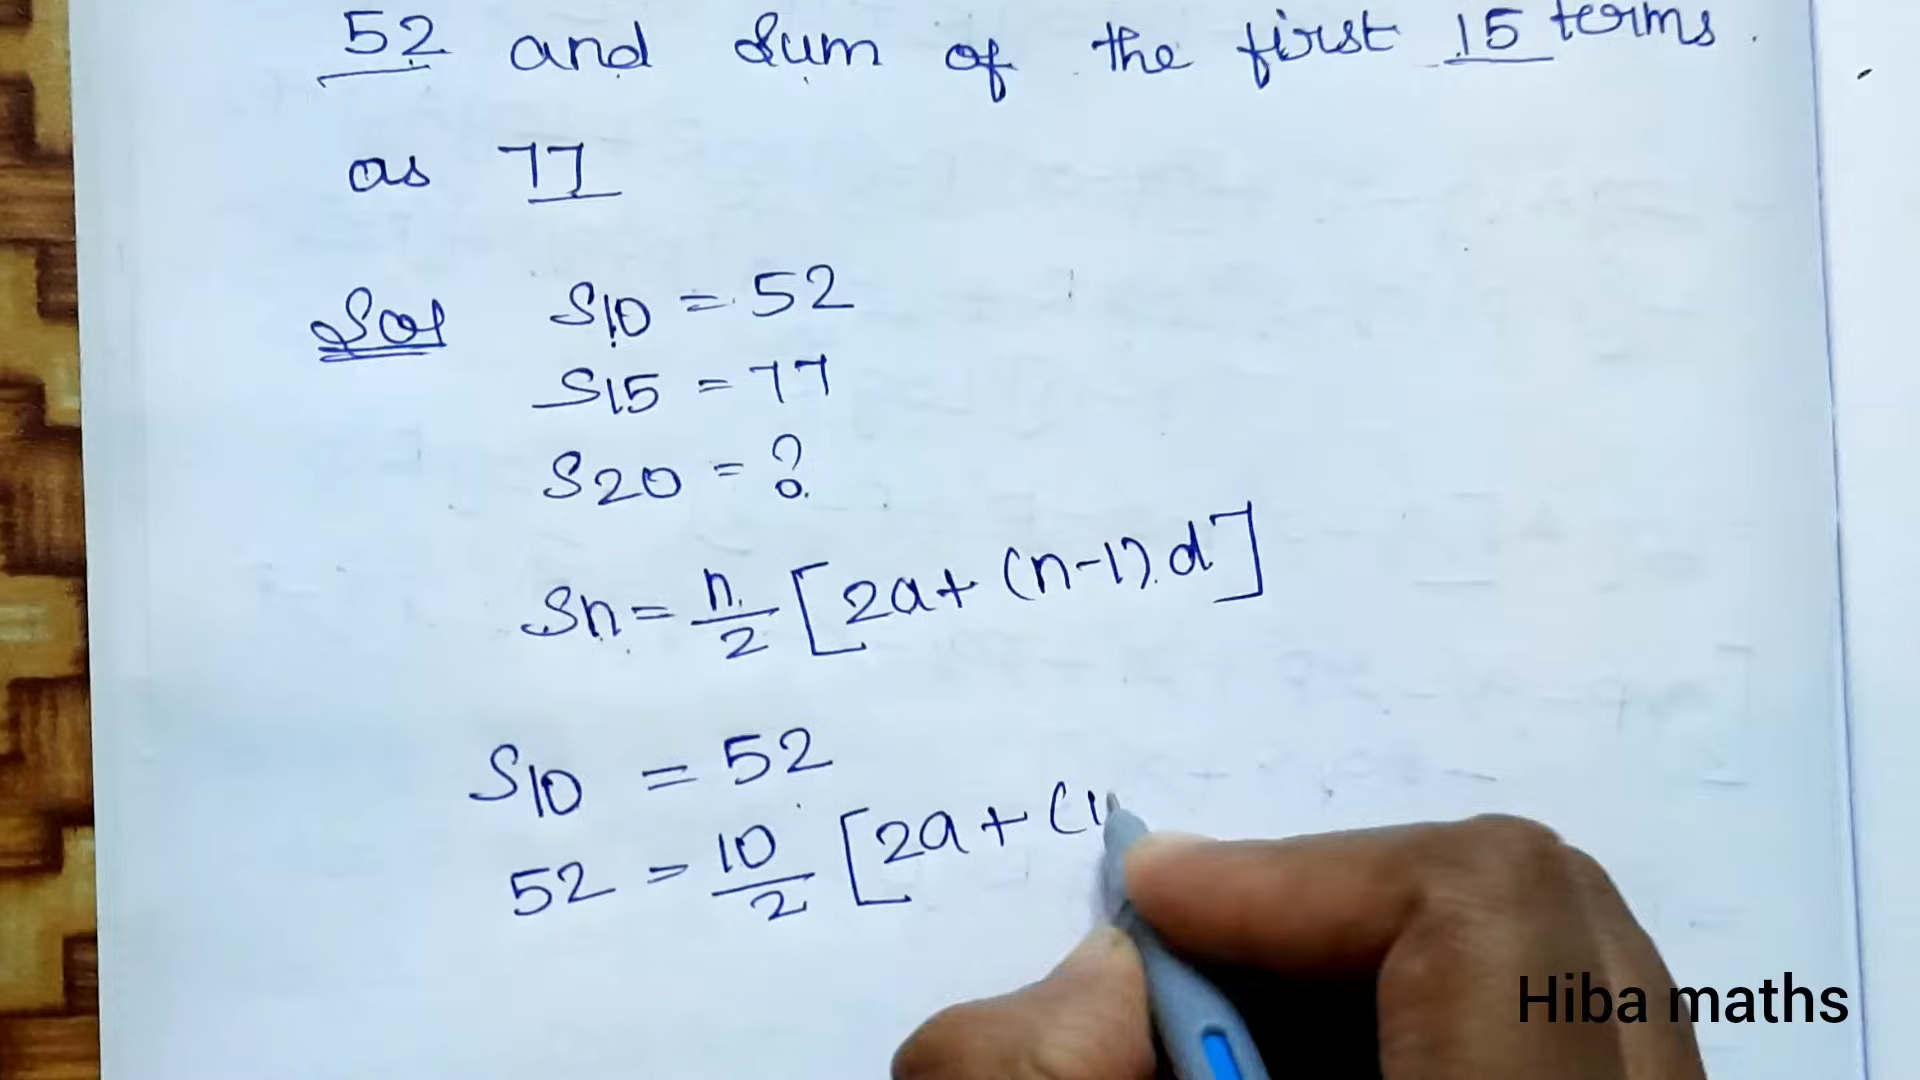 52 and Sum of the first 15 terms.
as 77
Sol S10 = 52
S15 = 77
S20 = ?
Sn = n/2 [2a + (n-1) d]
S10 = 52
52 = 10/2 [2a + (1
Hiba maths